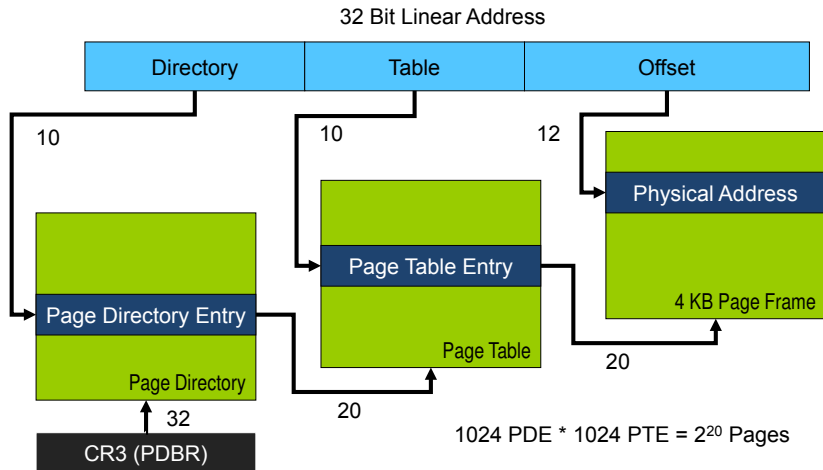 32 Bit Linear Address
Directory
Table
Offset
10
10
12
Physical Address
4 KB Page Frame
Page Table Entry
Page Table
20
Page Directory Entry
Page Directory
20
32
CR3 (PDBR)
1024 PDE * 1024 PTE = 2²⁰ Pages